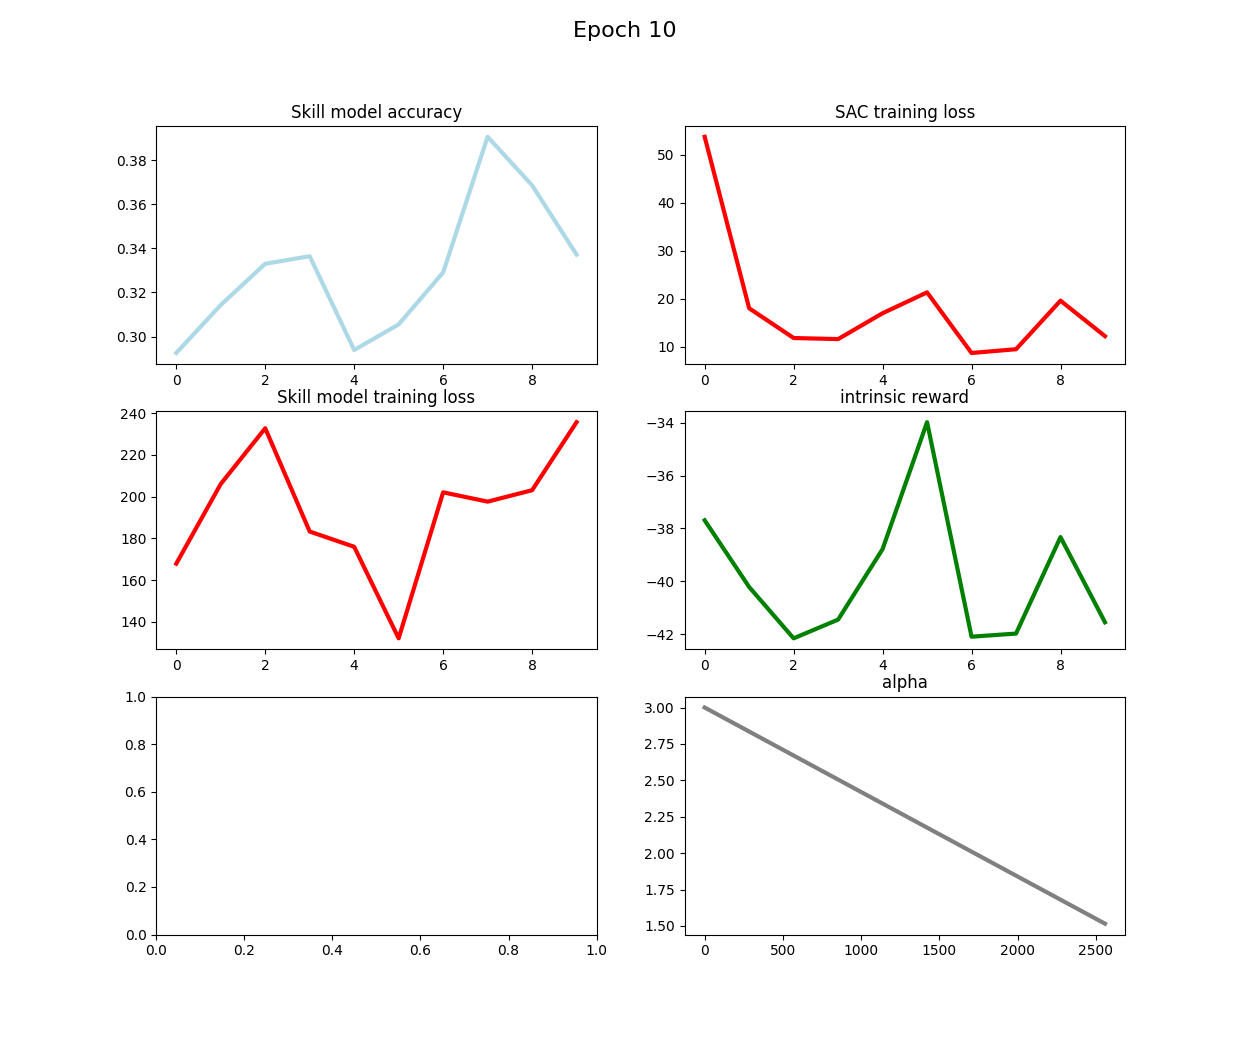 Epoch 10
Skill model accuracy
0.38
0.36
0.34
0.32
0.30
0 2 4 6 8
SAC training loss
50
40
30
20
10
0 2 4 6 8
Skill model training loss
240
220
200
180
160
140
0 2 4 6 8
intrinsic reward
−34
−36
−38
−40
−42
0 2 4 6 8
1.0
0.8
0.6
0.4
0.2
0.0
0.0 0.2 0.4 0.6 0.8 1.0
alpha
3.00
2.75
2.50
2.25
2.00
1.75
1.50
0 500 1000 1500 2000 2500